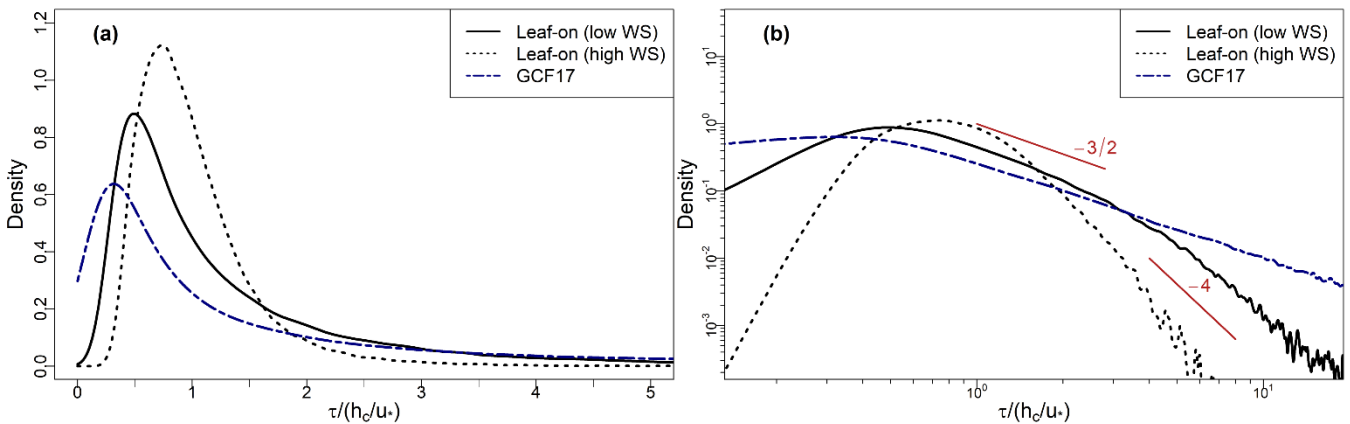 (a)
Leaf-on (low WS)
Leaf-on (high WS)
GCF17
Density
0.0 0.2 0.4 0.6 0.8 1.0 1.2
0 1 2 3 4 5
τ/(h_c/u_*)
(b)
Leaf-on (low WS)
Leaf-on (high WS)
GCF17
−3/2
−4
Density
10^-3 10^-2 10^-1 10^0 10^1
10^0 10^1
τ/(h_c/u_*)